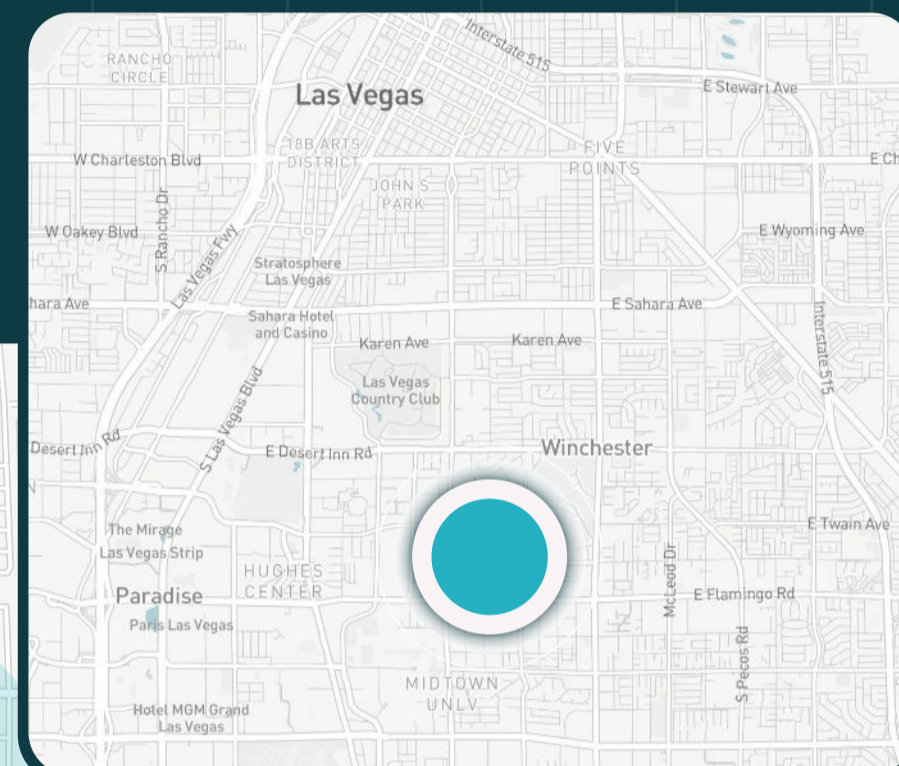 Interstate 515
RANCHO
CIRCLE
E Stewart Ave
Las Vegas
18B ARTS
DISTRICT
FIVE
POINTS
W Charleston Blvd
E Ch
JOHN S
PARK
S Rancho Dr
W Oakey Blvd
E Wyoming Ave
Las Vegas Fwy
Stratosphere
Las Vegas
hara Ave
E Sahara Ave
Sahara Hotel
and Casino
Interstate 515
Karen Ave
Karen Ave
Las Vegas
Country Club
S Las Vegas Blvd
Desert Inn Rd
E Desert Inn Rd
Winchester
N
The Mirage
Las Vegas Strip
E Twain Ave
HUGHES
CENTER
McLeod Dr
Paradise
E Flamingo Rd
Paris Las Vegas
S Pecos Rd
MIDTOWN
UNLV
Hotel MGM Grand
Las Vegas